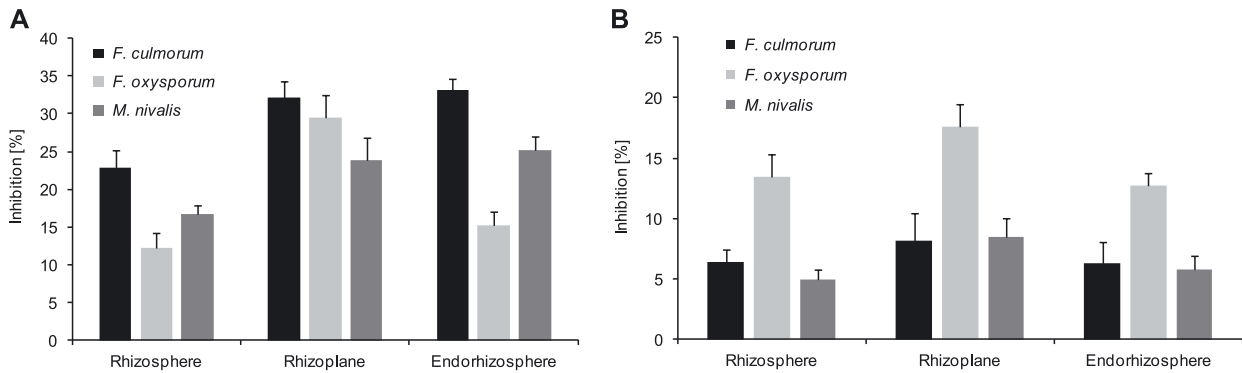 A
Inhibition [%]
40
35
30
25
20
15
10
5
0
F. culmorum
F. oxysporum
M. nivalis
Rhizosphere
Rhizoplane
Endorhizosphere
B
Inhibition [%]
25
20
15
10
5
0
F. culmorum
F. oxysporum
M. nivalis
Rhizosphere
Rhizoplane
Endorhizosphere